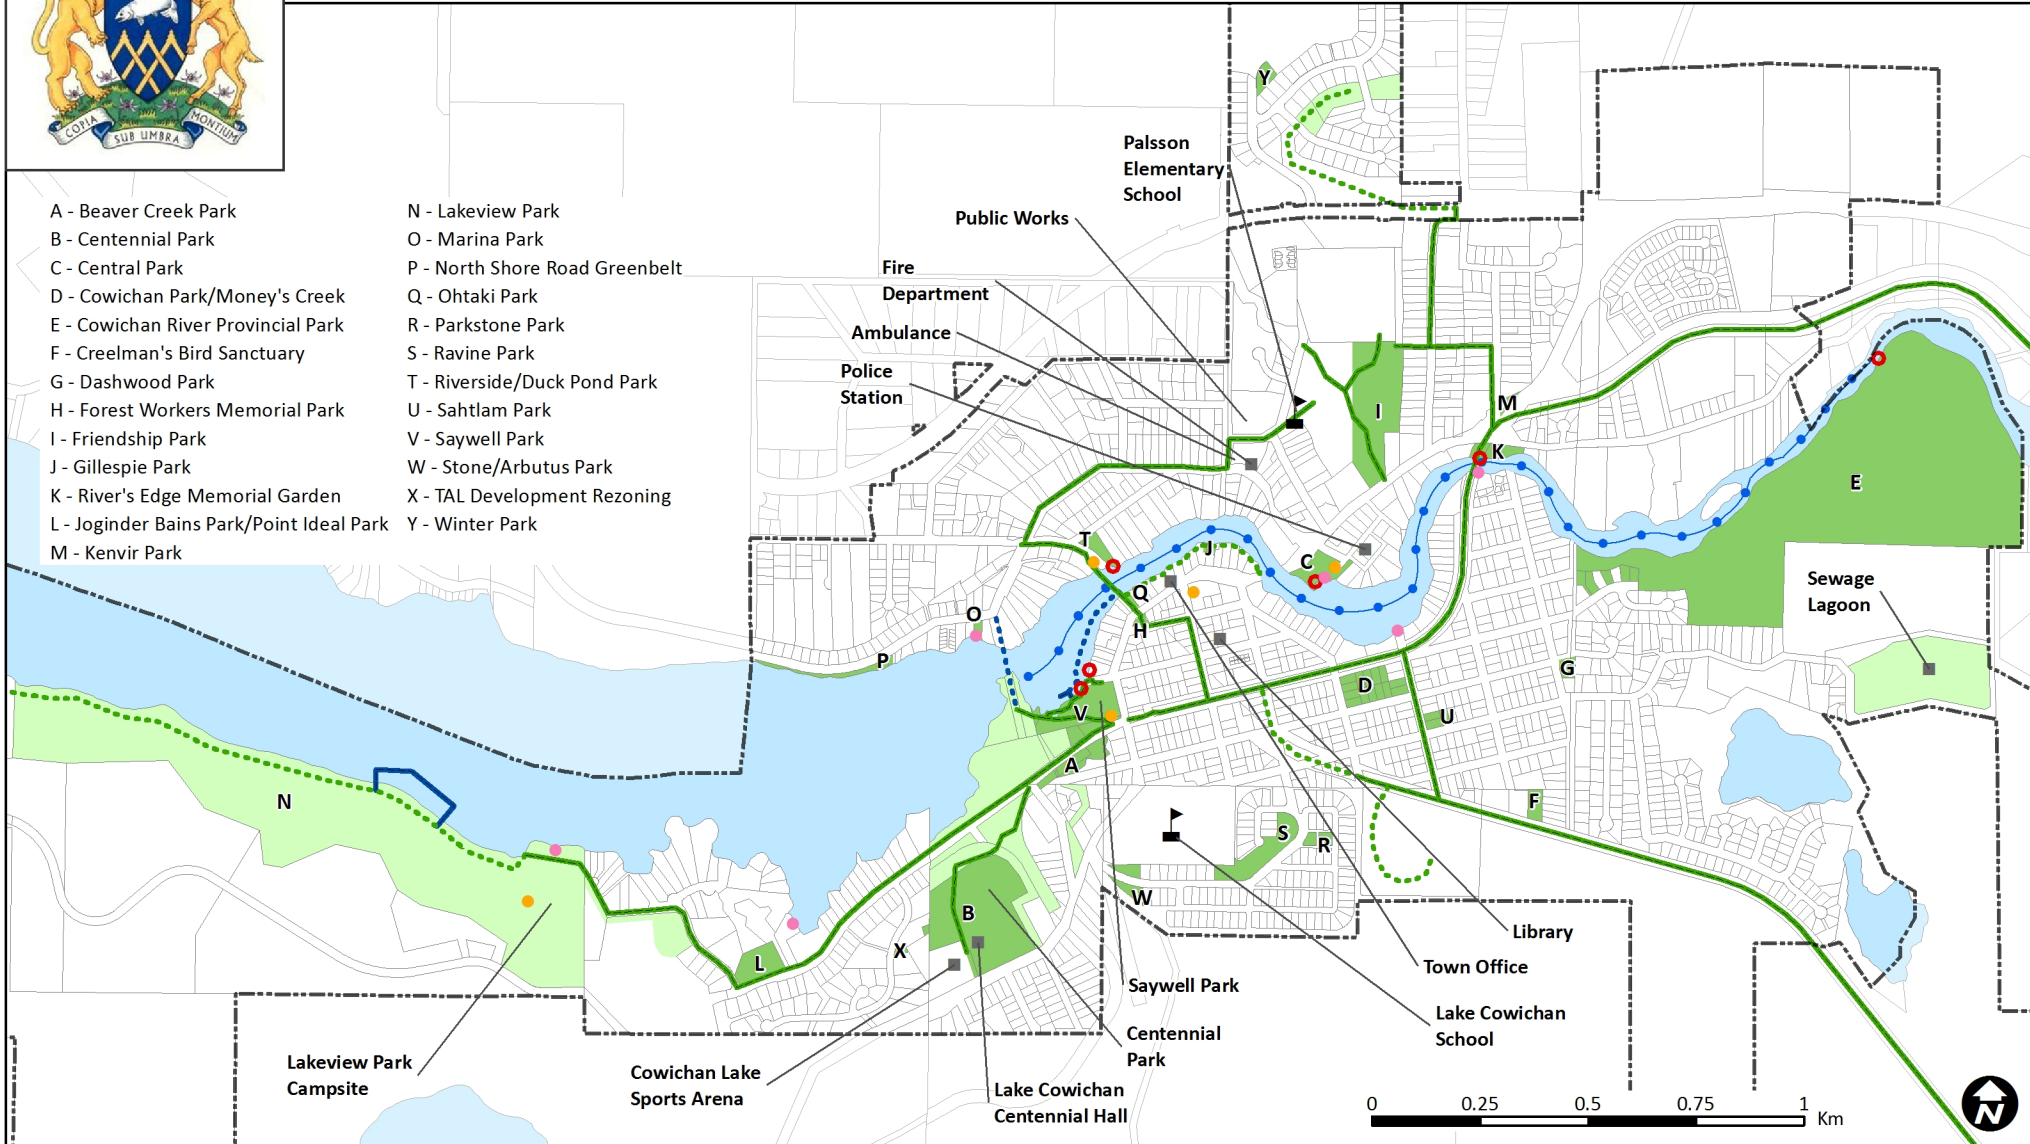 COPIA
SUB UMBRA
MONTIUM
A - Beaver Creek Park
B - Centennial Park
C - Central Park
D - Cowichan Park/Money's Creek
E - Cowichan River Provincial Park
F - Creelman's Bird Sanctuary
G - Dashwood Park
H - Forest Workers Memorial Park
I - Friendship Park
J - Gillespie Park
K - River's Edge Memorial Garden
L - Joginder Bains Park/Point Ideal Park
M - Kenvir Park
N - Lakeview Park
O - Marina Park
P - North Shore Road Greenbelt
Q - Ohtaki Park
R - Parkstone Park
S - Ravine Park
T - Riverside/Duck Pond Park
U - Sahtlam Park
V - Saywell Park
W - Stone/Arbutus Park
X - TAL Development Rezoning
Y - Winter Park
Y
Palsson
Elementary
School
Public Works
Fire
Department
Ambulance
Police
Station
I
M
K
E
T
J
C
Q
H
O
P
Sewage
Lagoon
G
D
U
V
A
N
F
S
R
W
B
X
L
Library
Town Office
Saywell Park
Lake Cowichan
School
Centennial
Park
Lakeview Park
Campsite
Cowichan Lake
Sports Arena
Lake Cowichan
Centennial Hall
0 0.25 0.5 0.75 1
Km
N